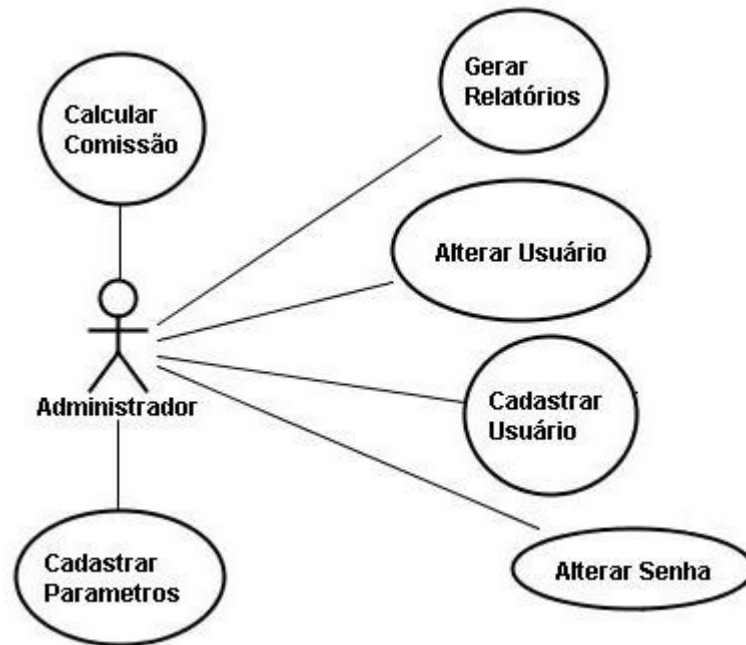 Calcular
Comissão
Gerar
Relatórios
Alterar Usuário
Administrador
Cadastrar
Usuário
Cadastrar
Parametros
Alterar Senha